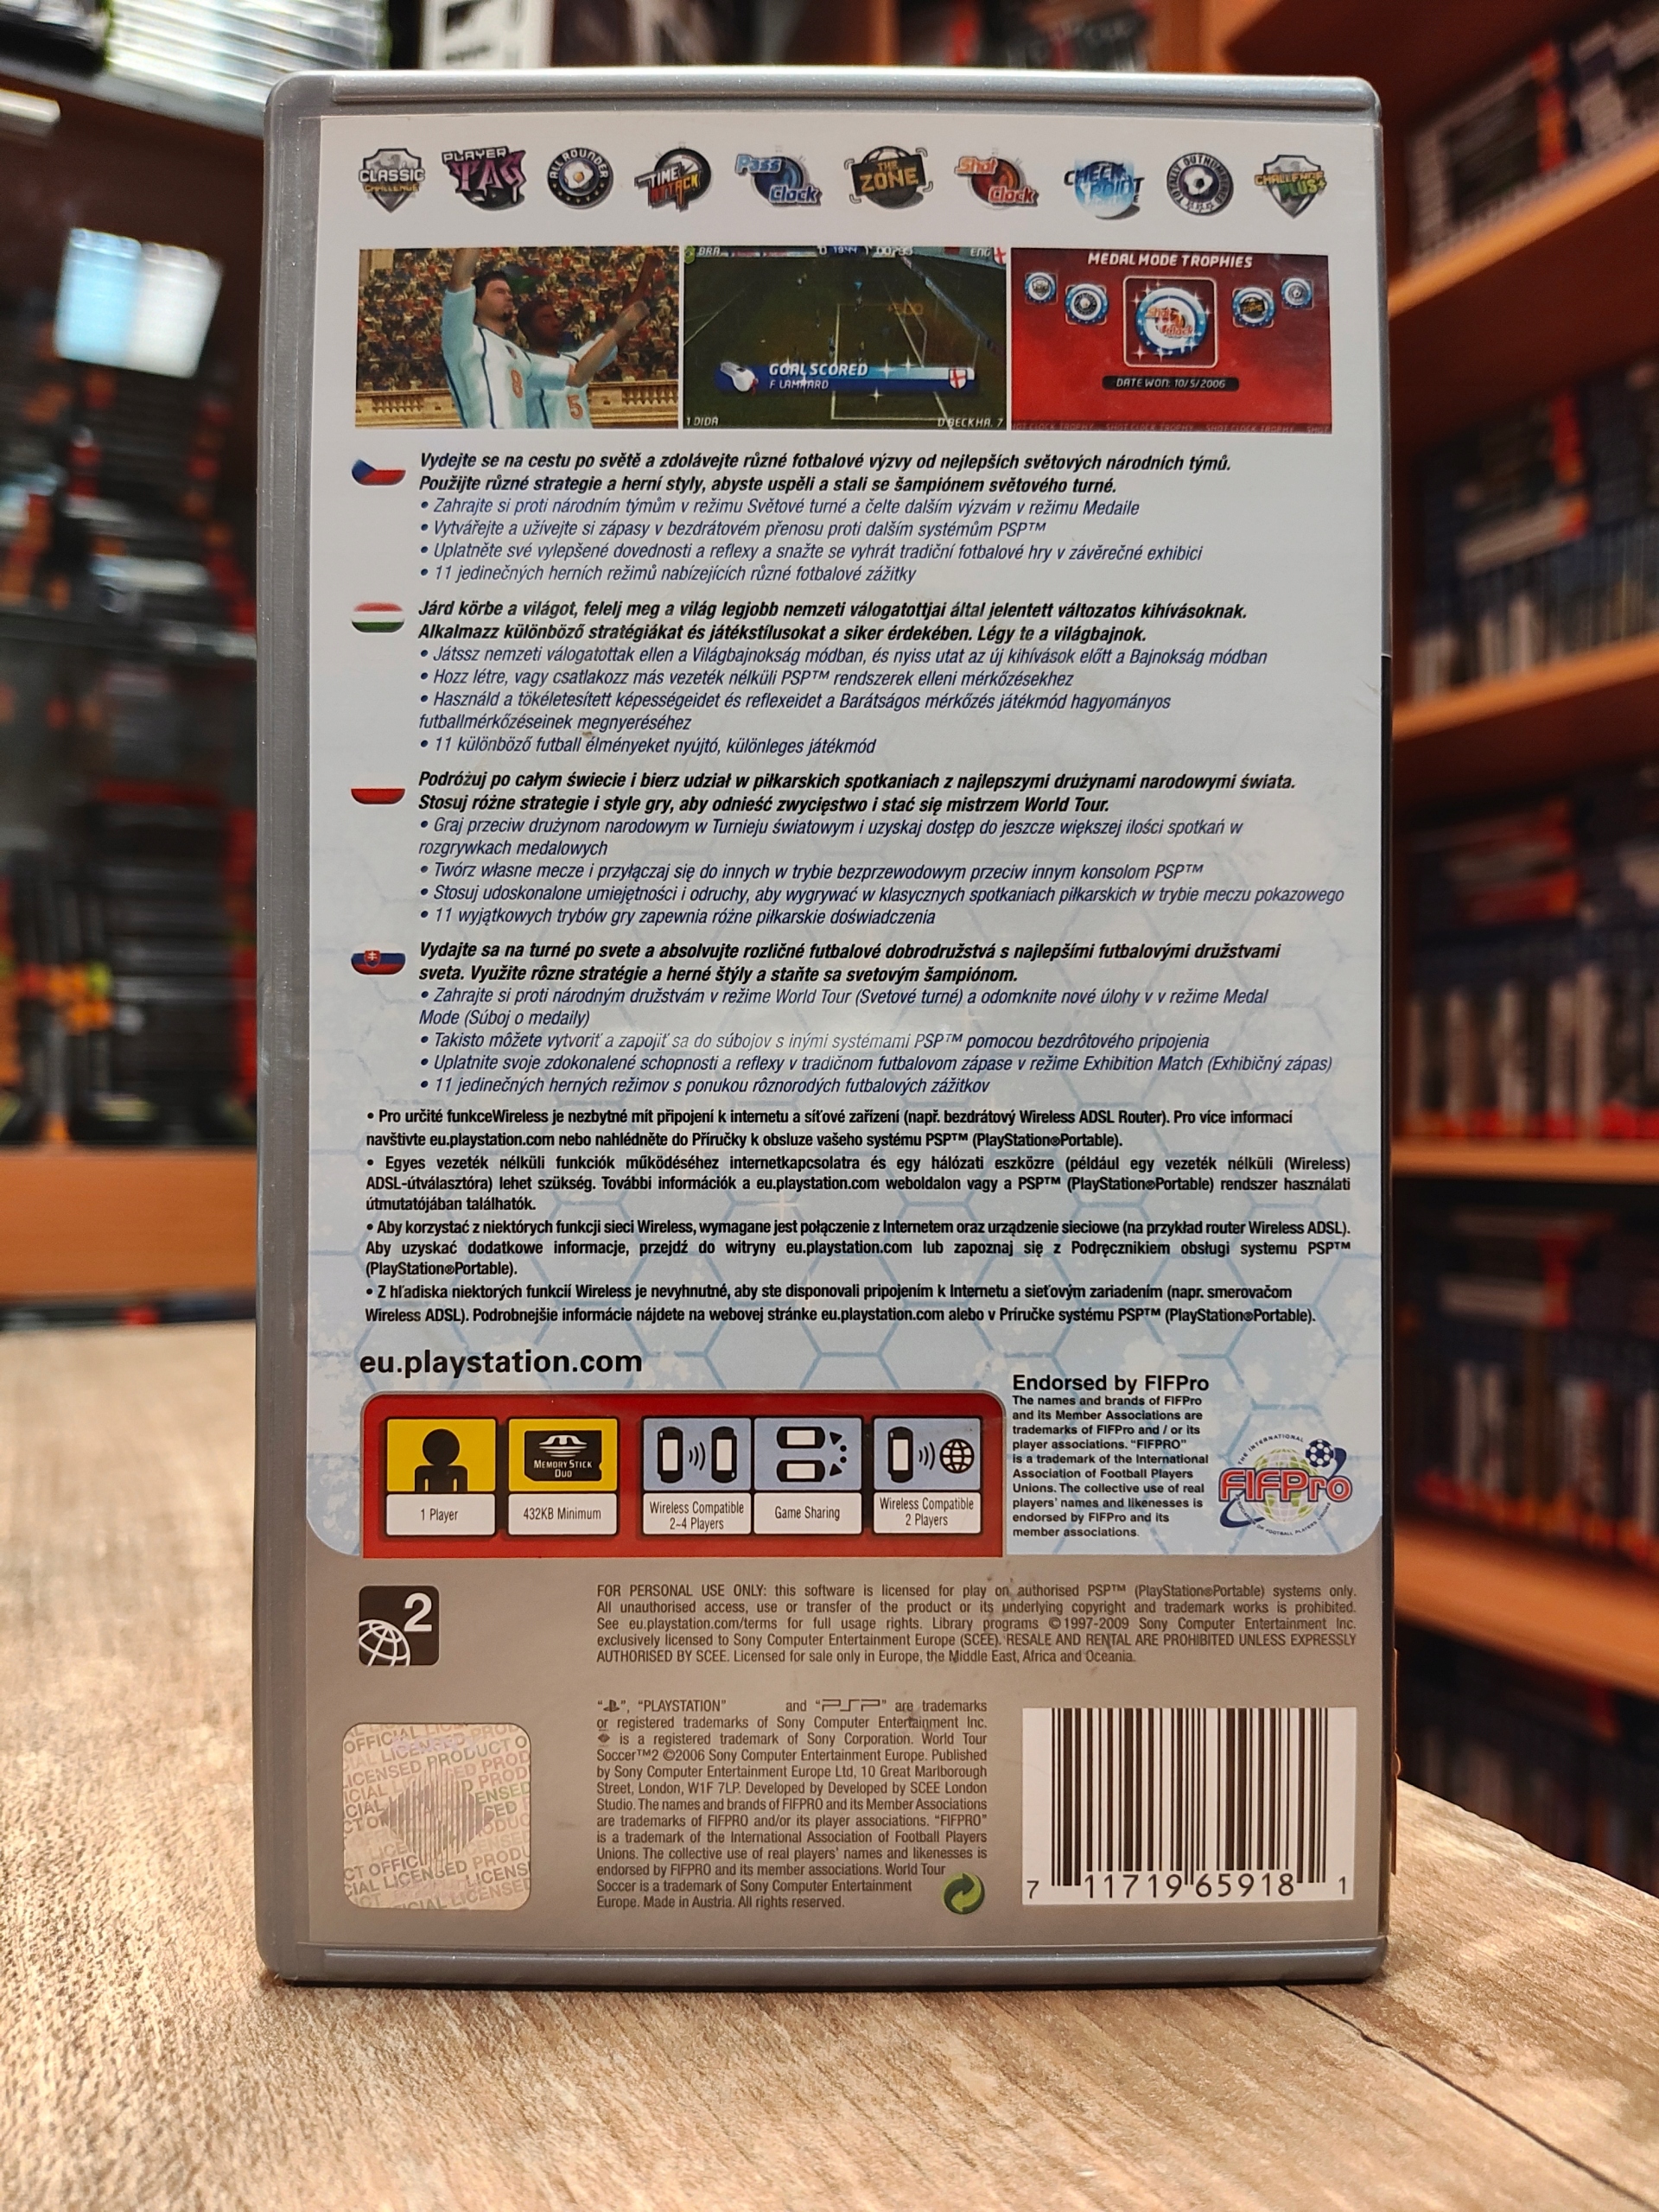 CLASSIC CHALLENGE
PLAYER TAG
ALL ROUNDER
TIME ATTACK
Pass Clock
THE ZONE
Shot Clock
CHECKPOINT
TOTALLY OUTNUMBERED
CHALLENGE PLUS+
8
5
BRA
ENG
GOAL SCORED
F. LAMPARD
1 DIDA
D BECKHA. 7
MEDAL MODE TROPHIES
Shot Clock
DATE WON: 10/5/2006
SHOT CLOCK TROPHY
Vydejte se na cestu po světě a zdolávejte různé fotbalové výzvy od nejlepších světových národních týmů.
Použijte různé strategie a herní styly, abyste uspěli a stali se šampiónem světového turné.
• Zahrajte si proti národním týmům v režimu Světové turné a čelte dalším výzvám v režimu Medaile
• Vytvářejte a užívejte si zápasy v bezdrátovém přenosu proti dalším systémům PSP™
• Uplatněte své vylepšené dovednosti a reflexy a snažte se vyhrát tradiční fotbalové hry v závěrečné exhibici
• 11 jedinečných herních režimů nabízejících různé fotbalové zážitky
Járd körbe a világot, felelj meg a világ legjobb nemzeti válogatottjai által jelentett változatos kihívásoknak.
Alkalmazz különböző stratégiákat és játékstílusokat a siker érdekében. Légy te a világbajnok.
• Játssz nemzeti válogatottak ellen a Világbajnokság módban, és nyiss utat az új kihívások előtt a Bajnokság módban
• Hozz létre, vagy csatlakozz más vezeték nélküli PSP™ rendszerek elleni mérkőzésekhez
• Használd a tökéletesített képességeidet és reflexeidet a Barátságos mérkőzés játékmód hagyományos
futballmérkőzéseinek megnyeréséhez
• 11 különböző futball élményeket nyújtó, különleges játékmód
Podróżuj po całym świecie i bierz udział w piłkarskich spotkaniach z najlepszymi drużynami narodowymi świata.
Stosuj różne strategie i style gry, aby odnieść zwycięstwo i stać się mistrzem World Tour.
• Graj przeciw drużynom narodowym w Turnieju światowym i uzyskaj dostęp do jeszcze większej ilości spotkań w
rozgrywkach medalowych
• Twórz własne mecze i przyłączaj się do innych w trybie bezprzewodowym przeciw innym konsolom PSP™
• Stosuj udoskonalone umiejętności i odruchy, aby wygrywać w klasycznych spotkaniach piłkarskich w trybie meczu pokazowego
• 11 wyjątkowych trybów gry zapewnia różne piłkarskie doświadczenia
Vydajte sa na turné po svete a absolvujte rozličné futbalové dobrodružstvá s najlepšími futbalovými družstvami
sveta. Využite rôzne stratégie a herné štýly a staňte sa svetovým šampiónom.
• Zahrajte si proti národným družstvám v režime World Tour (Svetové turné) a odomknite nové úlohy v v režime Medal
Mode (Súboj o medaily)
• Takisto môžete vytvoriť a zapojiť sa do súbojov s inými systémami PSP™ pomocou bezdrôtového pripojenia
• Uplatnite svoje zdokonalené schopnosti a reflexy v tradičnom futbalovom zápase v režime Exhibition Match (Exhibičný zápas)
• 11 jedinečných herných režimov s ponukou rôznorodých futbalových zážitkov
• Pro určité funkceWireless je nezbytné mít připojení k internetu a síťové zařízení (např. bezdrátový Wireless ADSL Router). Pro více informací
navštivte eu.playstation.com nebo nahlédněte do Příručky k obsluze vašeho systému PSP™ (PlayStation®Portable).
• Egyes vezeték nélküli funkciók működéséhez internetkapcsolatra és egy hálózati eszközre (például egy vezeték nélküli (Wireless)
ADSL-útválasztóra) lehet szükség. További információk a eu.playstation.com weboldalon vagy a PSP™ (PlayStation®Portable) rendszer használati
útmutatójában találhatók.
• Aby korzystać z niektórych funkcji sieci Wireless, wymagane jest połączenie z Internetem oraz urządzenie sieciowe (na przykład router Wireless ADSL).
Aby uzyskać dodatkowe informacje, przejdź do witryny eu.playstation.com lub zapoznaj się z Podręcznikiem obsługi systemu PSP™
(PlayStation®Portable).
• Z hľadiska niektorých funkcií Wireless je nevyhnutné, aby ste disponovali pripojením k Internetu a sieťovým zariadením (napr. smerovačom
Wireless ADSL). Podrobnejšie informácie nájdete na webovej stránke eu.playstation.com alebo v Príručke systému PSP™ (PlayStation®Portable).
eu.playstation.com
MEMORY STICK
DUO
1 Player
432KB Minimum
Wireless Compatible
2-4 Players
Game Sharing
Wireless Compatible
2 Players
Endorsed by FIFPro
The names and brands of FIFPro
and its Member Associations are
trademarks of FIFPro and / or its
player associations. "FIFPRO"
is a trademark of the International
Association of Football Players
Unions. The collective use of real
players' names and likenesses is
endorsed by FIFPro and its
member associations.
THE INTERNATIONAL
FIFPro
OF FOOTBALL PLAYERS
2
FOR PERSONAL USE ONLY: this software is licensed for play on authorised PSP™ (PlayStation®Portable) systems only.
All unauthorised access, use or transfer of the product or its underlying copyright and trademark works is prohibited.
See eu.playstation.com/terms for full usage rights. Library programs ©1997-2009 Sony Computer Entertainment Inc.
exclusively licensed to Sony Computer Entertainment Europe (SCEE). RESALE AND RENTAL ARE PROHIBITED UNLESS EXPRESSLY
AUTHORISED BY SCEE. Licensed for sale only in Europe, the Middle East, Africa and Oceania.
"PS", "PLAYSTATION" and "PSP" are trademarks
or registered trademarks of Sony Computer Entertainment Inc.
is a registered trademark of Sony Corporation. World Tour
Soccer™2 ©2006 Sony Computer Entertainment Europe. Published
by Sony Computer Entertainment Europe Ltd, 10 Great Marlborough
Street, London, W1F 7LP. Developed by Developed by SCEE London
Studio. The names and brands of FIFPRO and its Member Associations
are trademarks of FIFPRO and/or its player associations. "FIFPRO"
is a trademark of the International Association of Football Players
Unions. The collective use of real players' names and likenesses is
endorsed by FIFPRO and its member associations. World Tour
Soccer is a trademark of Sony Computer Entertainment
Europe. Made in Austria. All rights reserved.
OFFICIAL LICENSED PRODUCT
7 11719 65918 1